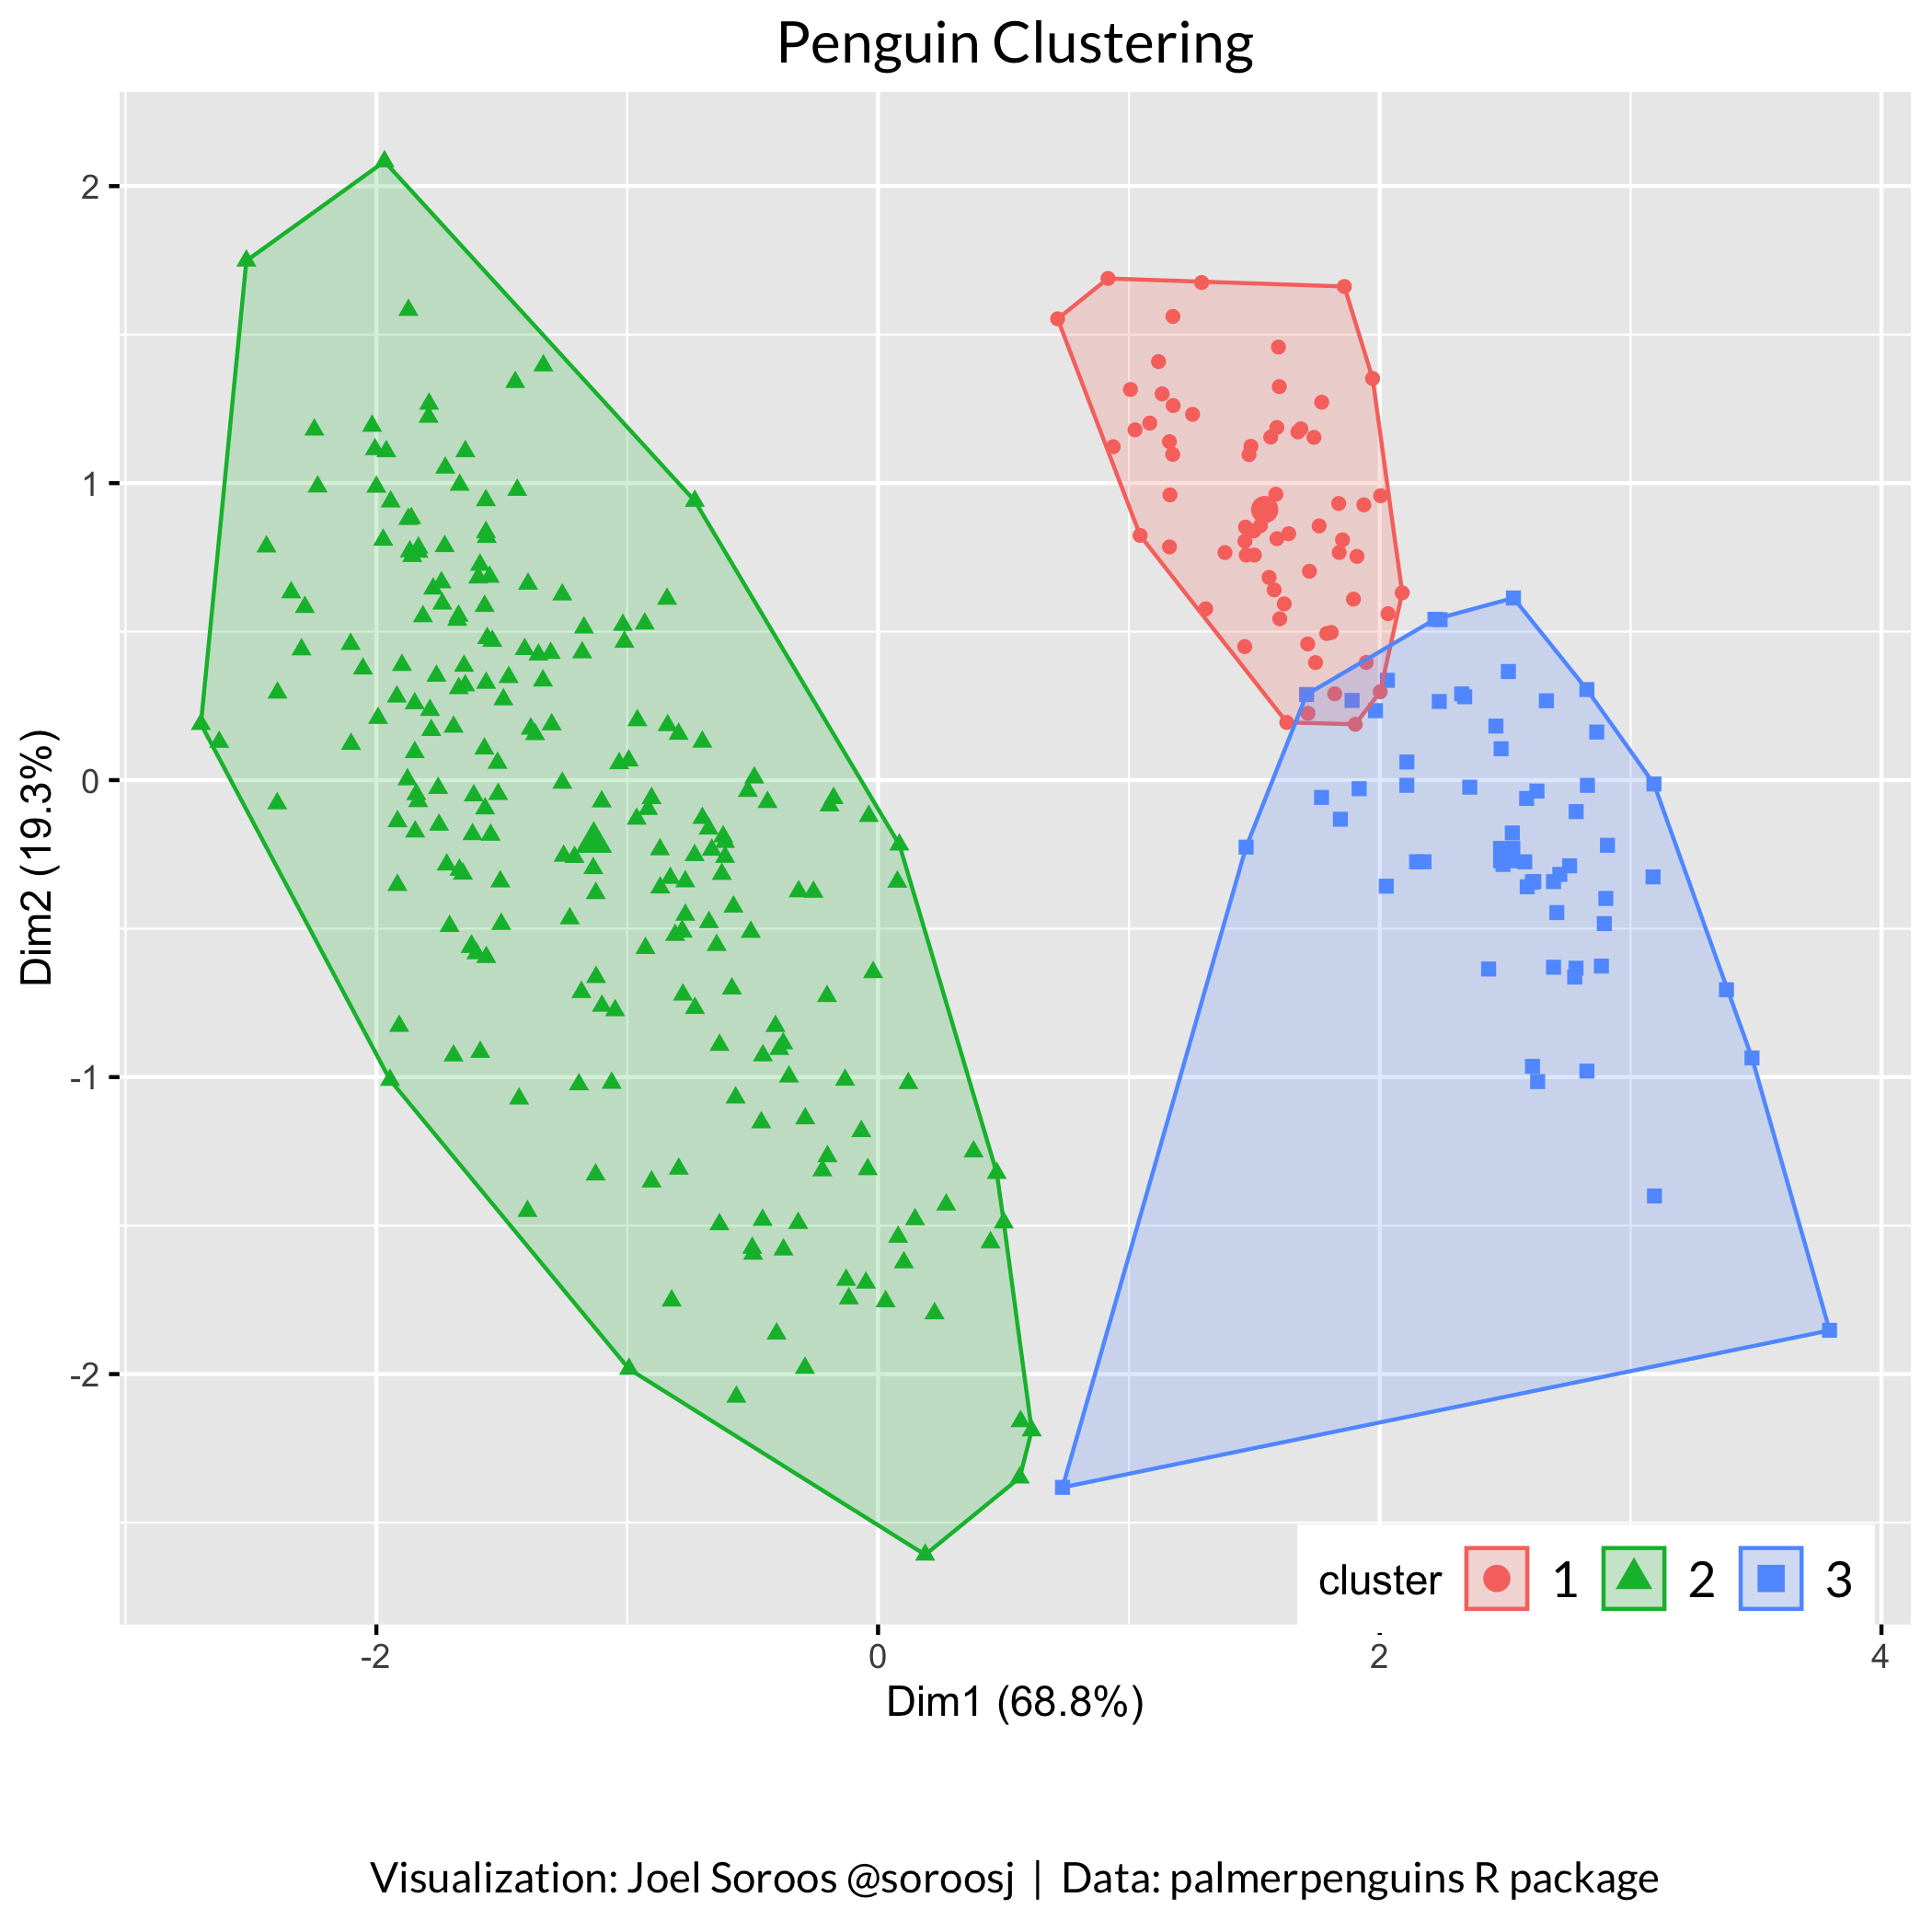 Penguin Clustering
Dim2 (19.3%)
2
1
0
-1
-2
cluster 1 2 3
-2 0 2 4
Dim1 (68.8%)
Visualization: Joel Soroos @soroosj | Data: palmerpenguins R package